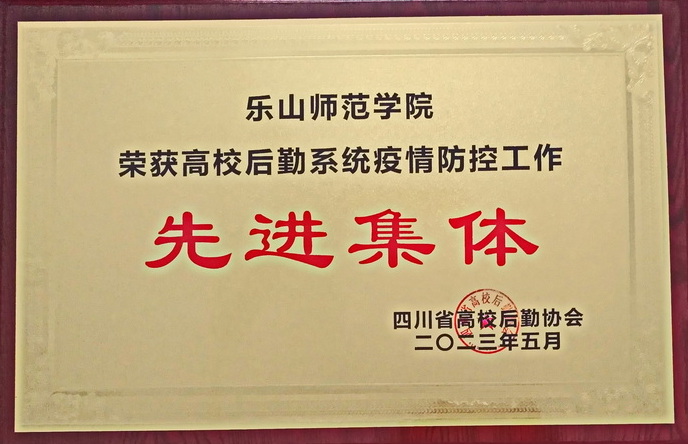 乐山师范学院
荣获高校后勤系统疫情防控工作
先进集体
四川省高校后勤协会
二〇二三年五月